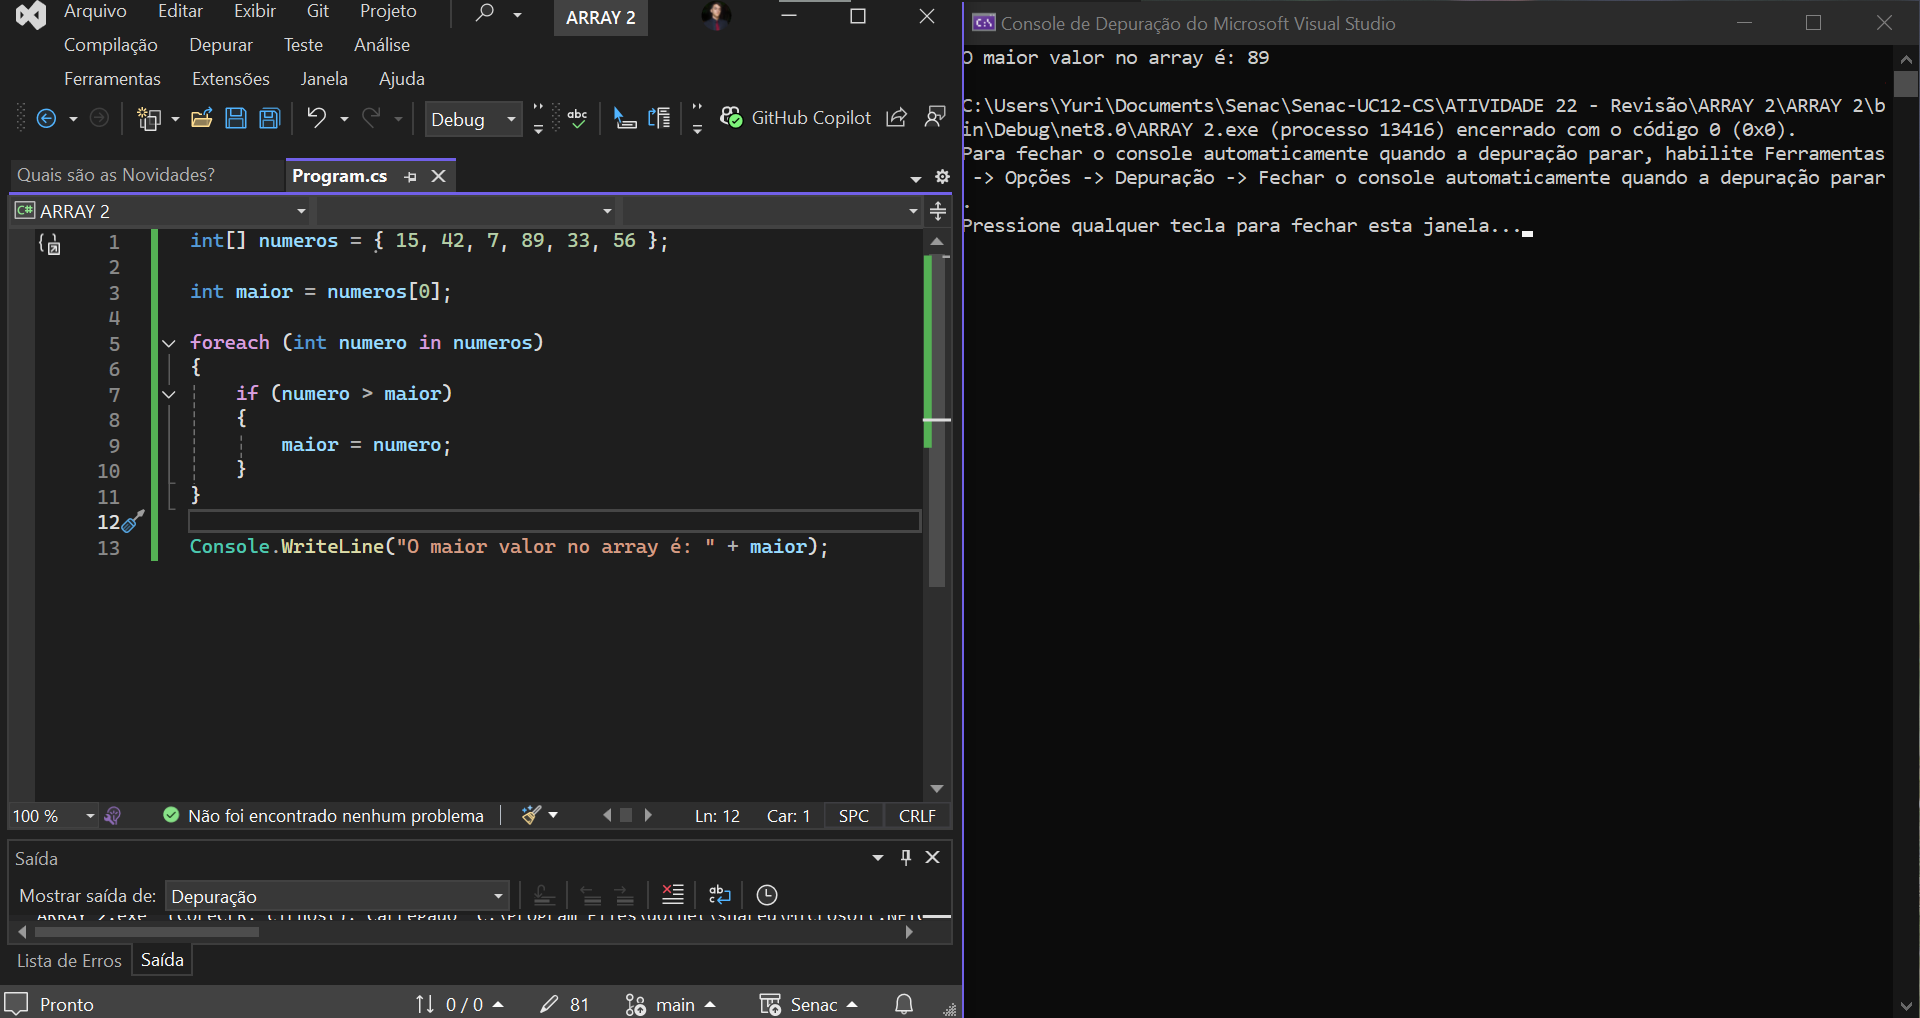 Arquivo Editar Exibir Git Projeto
ARRAY 2
Compilação Depurar Teste Análise
Ferramentas Extensões Janela Ajuda
Debug
abc
GitHub Copilot
Quais são as Novidades?
Program.cs
C# ARRAY 2
1 int[] numeros = { 15, 42, 7, 89, 33, 56 };
2
3 int maior = numeros[0];
4
5 foreach (int numero in numeros)
6 {
7 if (numero > maior)
8 {
9 maior = numero;
10 }
11 }
12
13 Console.WriteLine("O maior valor no array é: " + maior);
100 %
Não foi encontrado nenhum problema
Ln: 12 Car: 1 SPC CRLF
Saída
Mostrar saída de: Depuração
Lista de Erros Saída
Pronto 0 / 0 81 main Senac
Console de Depuração do Microsoft Visual Studio
O maior valor no array é: 89
C:\Users\Yuri\Documents\Senac\Senac-UC12-CS\ATIVIDADE 22 - Revisão\ARRAY 2\ARRAY 2\b
in\Debug\net8.0\ARRAY 2.exe (processo 13416) encerrado com o código 0 (0x0).
Para fechar o console automaticamente quando a depuração parar, habilite Ferramentas
-> Opções -> Depuração -> Fechar o console automaticamente quando a depuração parar
.
Pressione qualquer tecla para fechar esta janela...